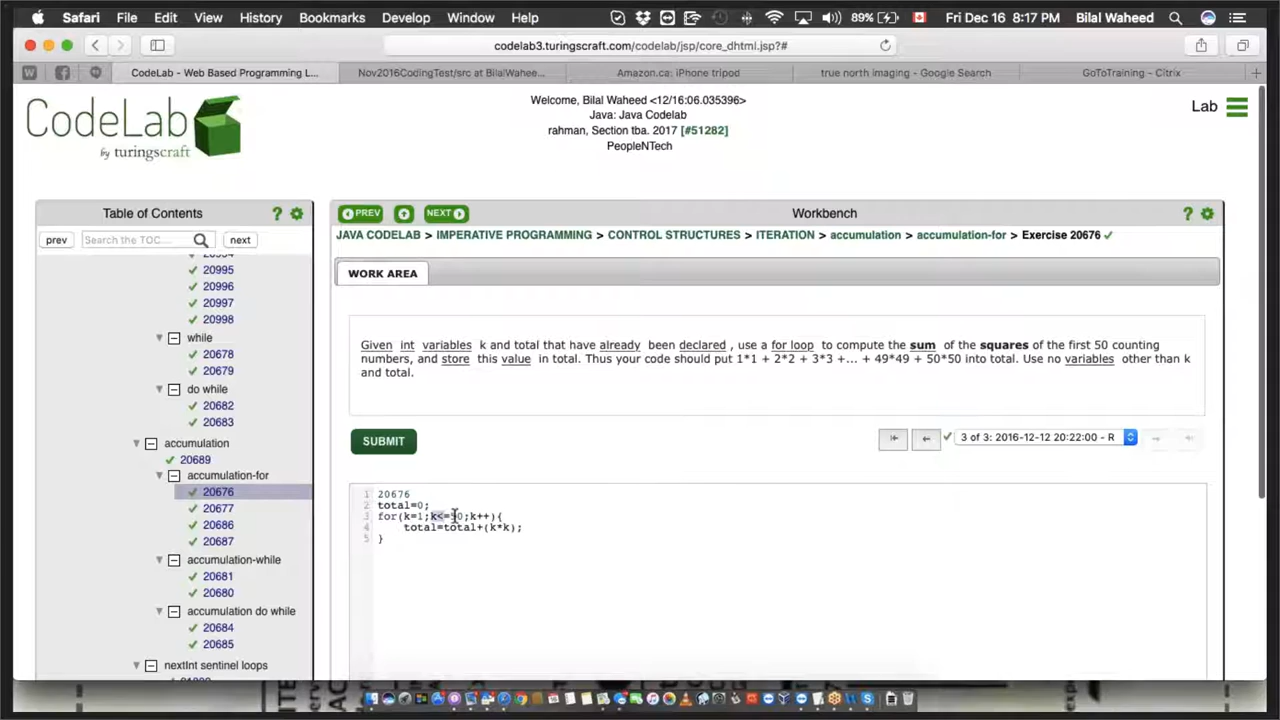 Safari File Edit View History Bookmarks Develop Window Help 89% Fri Dec 16 8:17 PM Bilal Waheed
codelab3.turingscraft.com/codelab/jsp/core_dhtml.jsp?#
CodeLab - Web Based Programming L... Nov2016CodingTest/src at BilalWahee... Amazon.ca: iPhone tripod true north imaging - Google Search GoToTraining - Citrix
CodeLab
by turingscraft
Welcome, Bilal Waheed <12/16:06.035396>
Java: Java Codelab
rahman, Section tba. 2017 [#51282]
PeopleNTech
Lab
Table of Contents ?
prev Search the TOC... next
20995
20996
20997
20998
while
20678
20679
do while
20682
20683
accumulation
20689
accumulation-for
20676
20677
20686
20687
accumulation-while
20681
20680
accumulation do while
20684
20685
nextInt sentinel loops
PREV NEXT Workbench ?
JAVA CODELAB > IMPERATIVE PROGRAMMING > CONTROL STRUCTURES > ITERATION > accumulation > accumulation-for > Exercise 20676
WORK AREA
Given int variables k and total that have already been declared , use a for loop to compute the sum of the squares of the first 50 counting
numbers, and store this value in total. Thus your code should put 1*1 + 2*2 + 3*3 +... + 49*49 + 50*50 into total. Use no variables other than k
and total.
SUBMIT
3 of 3: 2016-12-12 20:22:00 - R
1 20676
2 total=0;
3 for(k=1;k<=50;k++){
4 total=total+(k*k);
5 }